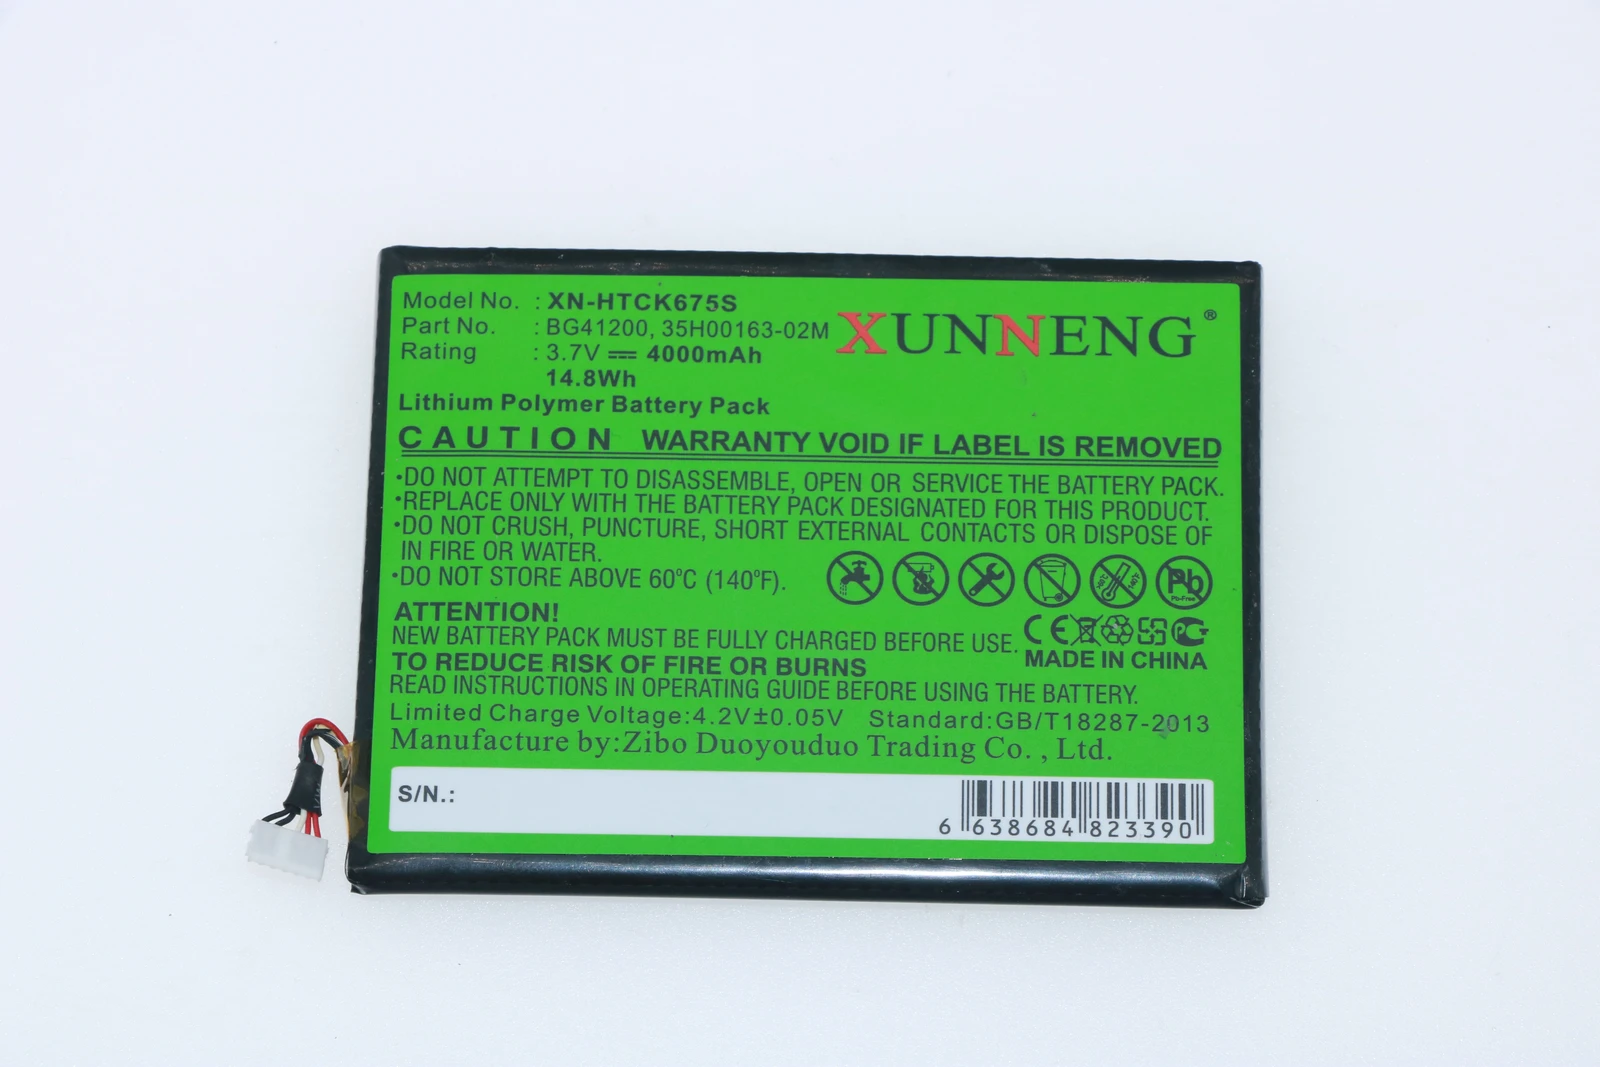 Model No. : XN-HTCK675S
Part No. : BG41200, 35H00163-02M
XUNNENG®
Rating : 3.7V ⎓ 4000mAh
14.8Wh
Lithium Polymer Battery Pack
CAUTION WARRANTY VOID IF LABEL IS REMOVED
•DO NOT ATTEMPT TO DISASSEMBLE, OPEN OR SERVICE THE BATTERY PACK.
•REPLACE ONLY WITH THE BATTERY PACK DESIGNATED FOR THIS PRODUCT.
•DO NOT CRUSH, PUNCTURE, SHORT EXTERNAL CONTACTS OR DISPOSE OF
IN FIRE OR WATER.
•DO NOT STORE ABOVE 60°C (140°F).
Pb
Pb-Free
ATTENTION!
NEW BATTERY PACK MUST BE FULLY CHARGED BEFORE USE.
CE
MADE IN CHINA
TO REDUCE RISK OF FIRE OR BURNS
READ INSTRUCTIONS IN OPERATING GUIDE BEFORE USING THE BATTERY.
Limited Charge Voltage:4.2V±0.05V Standard:GB/T18287-2013
Manufacture by:Zibo Duoyouduo Trading Co. , Ltd.
S/N.:
6 638684 823390